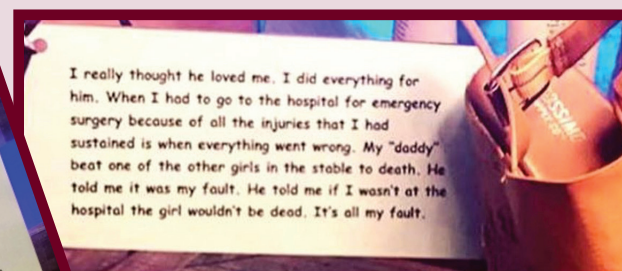 I really thought he loved me. I did everything for
him. When I had to go to the hospital for emergency
surgery because of all the injuries that I had
sustained is when everything went wrong. My "daddy"
beat one of the other girls in the stable to death. He
told me it was my fault. He told me if I wasn't at the
hospital the girl wouldn't be dead. It's all my fault.